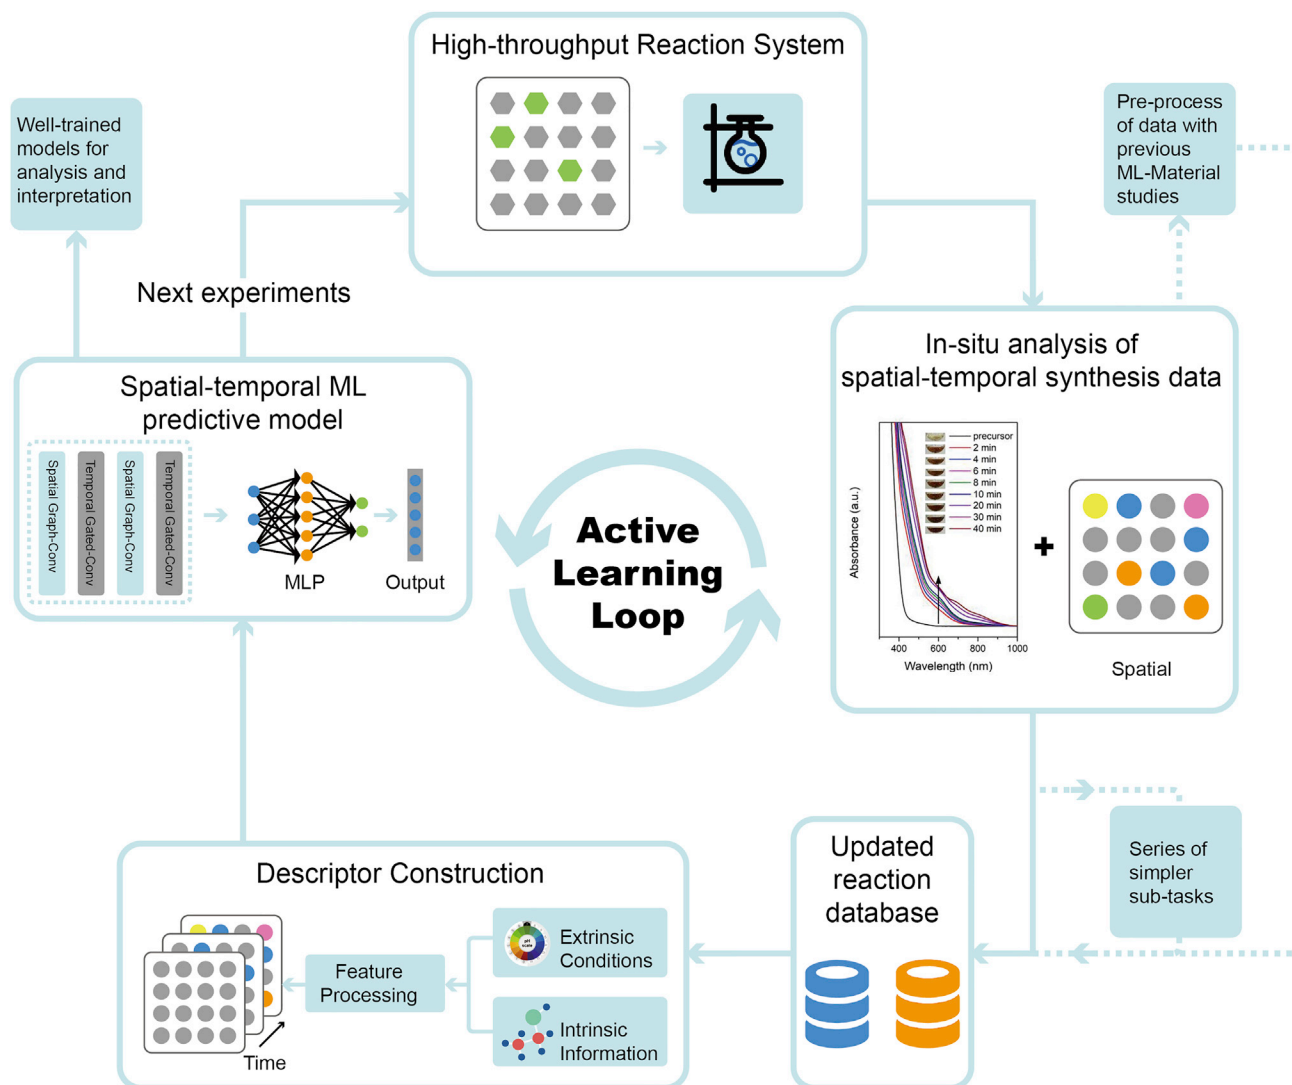 High-throughput Reaction System
Well-trained
models for
analysis and
interpretation
Pre-process
of data with
previous
ML-Material
studies
Next experiments
Spatial-temporal ML
predictive model
Spatial Graph-Conv
Temporal Gated-Conv
Spatial Graph-Conv
Temporal Gated-Conv
MLP
Output
Active
Learning
Loop
In-situ analysis of
spatial-temporal synthesis data
precursor
2 min
4 min
6 min
8 min
10 min
20 min
30 min
40 min
Absorbance (a.u.)
400
600
800
1000
Wavelength (nm)
+
Spatial
Series of
simpler
sub-tasks
Updated
reaction
database
Descriptor Construction
Extrinsic
Conditions
Intrinsic
Information
Feature
Processing
Time